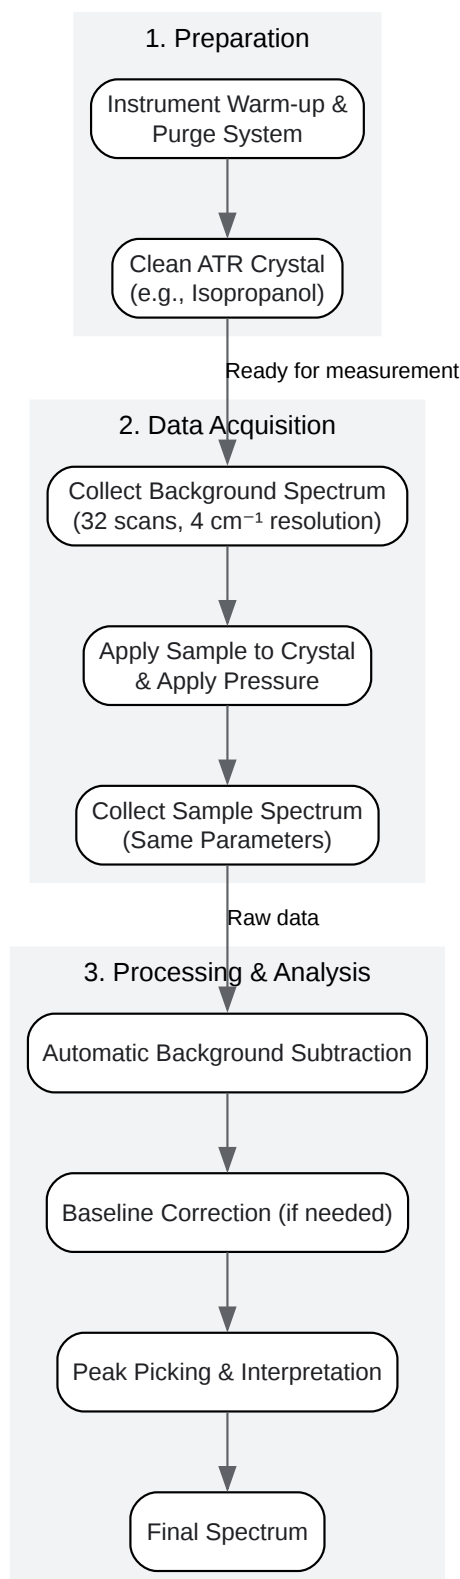 1. Preparation
Instrument Warm-up &
Purge System
Clean ATR Crystal
(e.g., Isopropanol)
Ready for measurement
2. Data Acquisition
Collect Background Spectrum
(32 scans, 4 cm⁻¹ resolution)
Apply Sample to Crystal
& Apply Pressure
Collect Sample Spectrum
(Same Parameters)
Raw data
3. Processing & Analysis
Automatic Background Subtraction
Baseline Correction (if needed)
Peak Picking & Interpretation
Final Spectrum